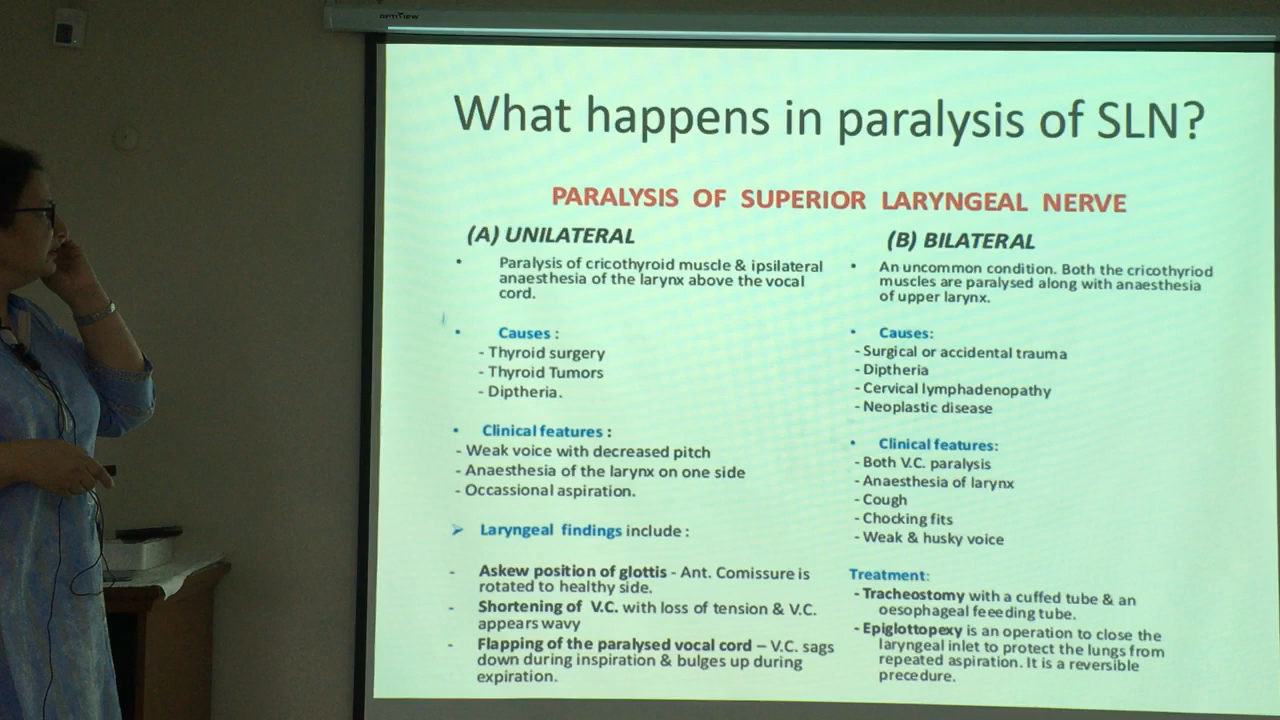 OPTIVIEW
What happens in paralysis of SLN?
PARALYSIS OF SUPERIOR LARYNGEAL NERVE
(A) UNILATERAL
• Paralysis of cricothyroid muscle & ipsilateral
anaesthesia of the larynx above the vocal
cord.
• Causes :
- Thyroid surgery
- Thyroid Tumors
- Diptheria.
• Clinical features :
- Weak voice with decreased pitch
- Anaesthesia of the larynx on one side
- Occassional aspiration.
➢ Laryngeal findings include :
- Askew position of glottis - Ant. Comissure is
rotated to healthy side.
- Shortening of V.C. with loss of tension & V.C.
appears wavy
- Flapping of the paralysed vocal cord – V.C. sags
down during inspiration & bulges up during
expiration.
(B) BILATERAL
• An uncommon condition. Both the cricothyriod
muscles are paralysed along with anaesthesia
of upper larynx.
• Causes:
- Surgical or accidental trauma
- Diptheria
- Cervical lymphadenopathy
- Neoplastic disease
• Clinical features:
- Both V.C. paralysis
- Anaesthesia of larynx
- Cough
- Chocking fits
- Weak & husky voice
Treatment:
- Tracheostomy with a cuffed tube & an
oesophageal feeeding tube.
- Epiglottopexy is an operation to close the
laryngeal inlet to protect the lungs from
repeated aspiration. It is a reversible
precedure.